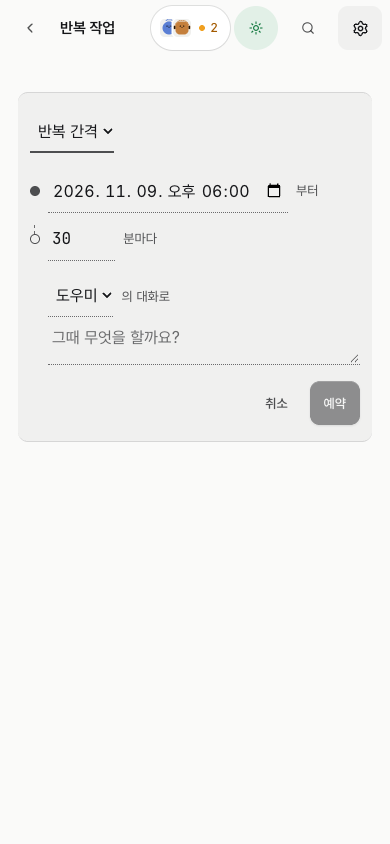 반복 작업
2
반복 간격
2026. 11. 09. 오후 06:00 부터
30 분마다
도우미 의 대화로
그때 무엇을 할까요?
취소 예약